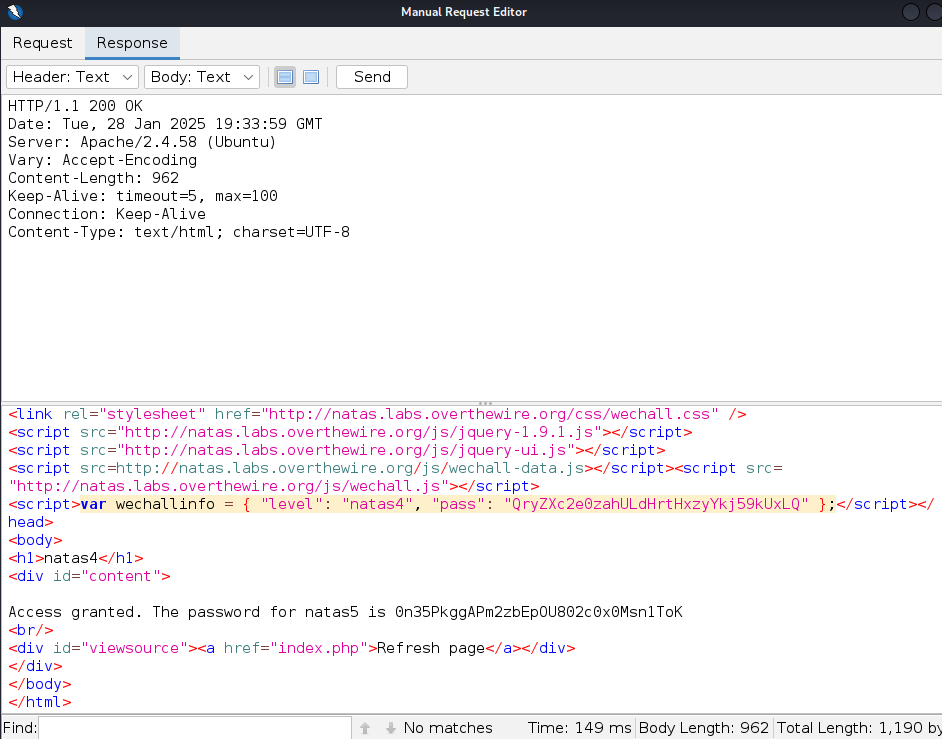 Manual Request Editor
Request Response
Header: Text Body: Text Send
HTTP/1.1 200 OK
Date: Tue, 28 Jan 2025 19:33:59 GMT
Server: Apache/2.4.58 (Ubuntu)
Vary: Accept-Encoding
Content-Length: 962
Keep-Alive: timeout=5, max=100
Connection: Keep-Alive
Content-Type: text/html; charset=UTF-8
<link rel="stylesheet" href="http://natas.labs.overthewire.org/css/wechall.css" />
<script src="http://natas.labs.overthewire.org/js/jquery-1.9.1.js"></script>
<script src="http://natas.labs.overthewire.org/js/jquery-ui.js"></script>
<script src=http://natas.labs.overthewire.org/js/wechall-data.js></script><script src=
"http://natas.labs.overthewire.org/js/wechall.js"></script>
<script>var wechallinfo = { "level": "natas4", "pass": "QryZXc2e0zahULdHrtHxzyYkj59kUxLQ" };</script></
head>
<body>
<h1>natas4</h1>
<div id="content">
Access granted. The password for natas5 is 0n35PkggAPm2zbEpOU802c0x0Msn1ToK
<br/>
<div id="viewsource"><a href="index.php">Refresh page</a></div>
</div>
</body>
</html>
Find: No matches Time: 149 ms Body Length: 962 Total Length: 1,190 by